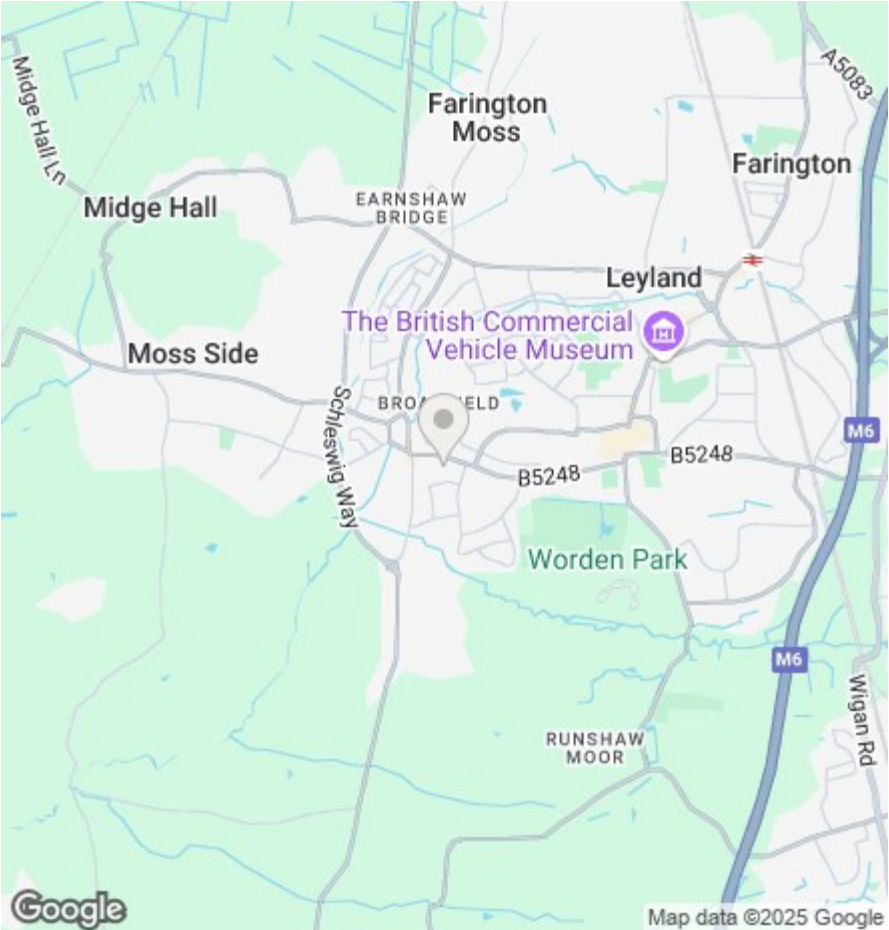 Midge Hall Ln
Farington
Moss
A5083
Farington
Midge Hall
EARNSHAW
BRIDGE
Leyland
The British Commercial
Vehicle Museum
Moss Side
Schleswig Way
M6
B5248
B5248
Worden Park
M6
Wigan Rd
RUNSHAW
MOOR
Google
Map data ©2025 Google